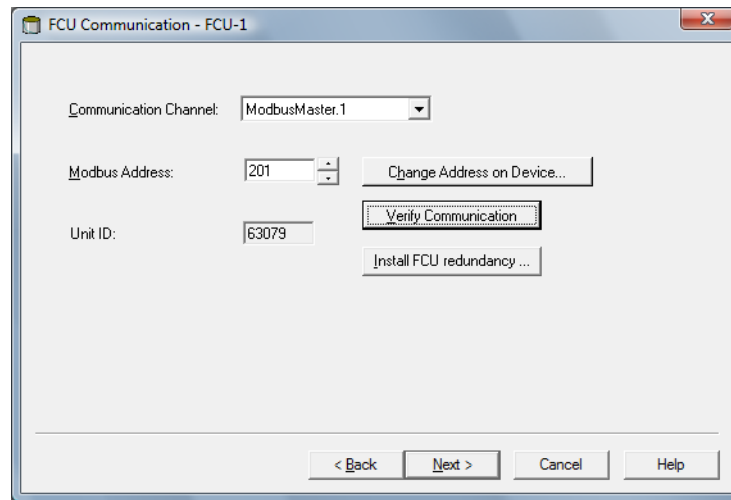 FCU Communication - FCU-1
Communication Channel: ModbusMaster.1
Modbus Address: 201 Change Address on Device...
Verify Communication
Unit ID: 63079
Install FCU redundancy ...
< Back Next > Cancel Help